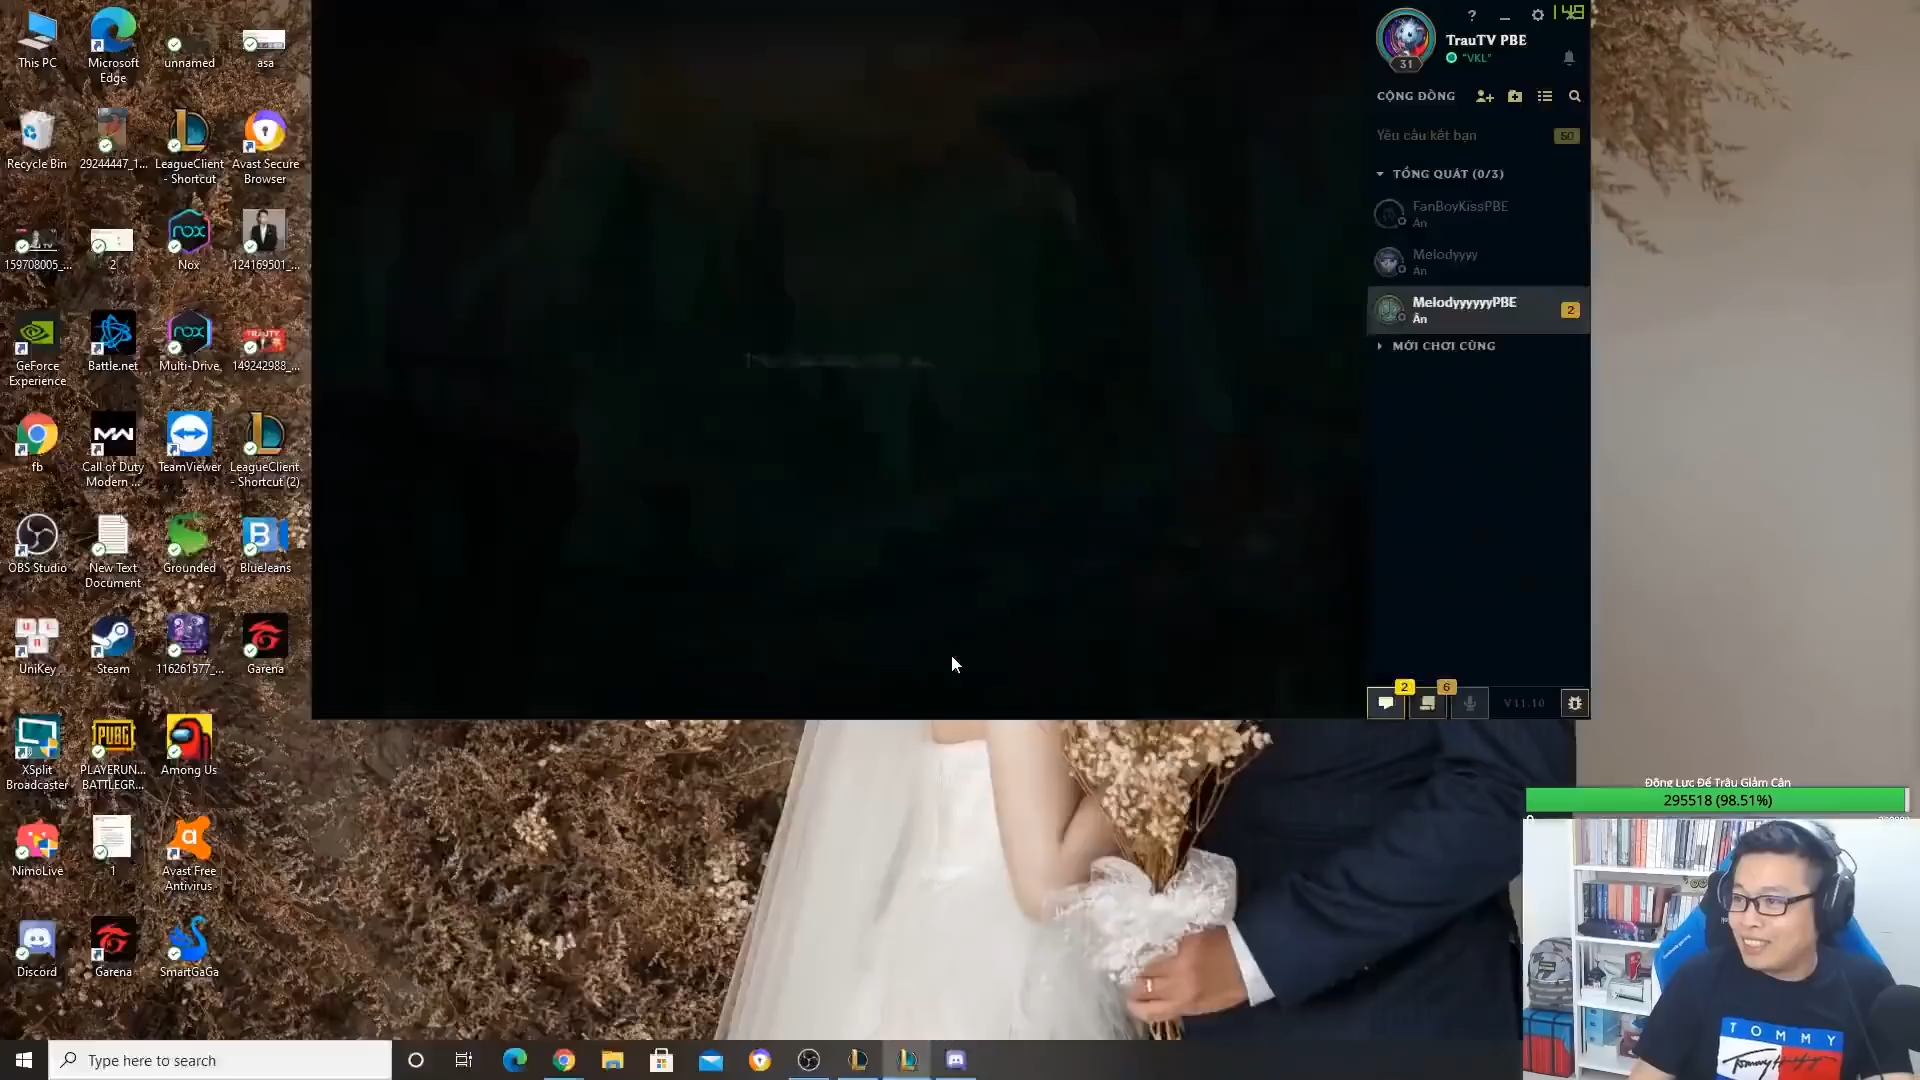 This PC
Microsoft
Edge
unnamed
asa
Recycle Bin
29244447_1...
LeagueClient
- Shortcut
Avast Secure
Browser
159708005_...
2
Nox
124169501_...
GeForce
Experience
Battle.net
Multi-Drive
149242988_...
fb
Call of Duty
Modern ...
TeamViewer
LeagueClient
- Shortcut (2)
OBS Studio
New Text
Document
Grounded
BlueJeans
UniKey
Steam
116261577_...
Garena
XSplit
Broadcaster
PLAYERUN...
BATTLEGR...
Among Us
NimoLive
1
Avast Free
Antivirus
Discord
Garena
SmartGaGa
149
TrauTV PBE
"VKL"
31
CỘNG ĐỒNG
Yêu cầu kết bạn
50
TỔNG QUÁT (0/3)
FanBoyKissPBE
Ẩn
Melodyyyy
Ẩn
MelodyyyyyyPBE
Ẩn
2
MỚI CHƠI CÙNG
2
6
V11.10
Động Lực Để Trâu Giảm Cân
295518 (98.51%)
0
TOMMY
Type here to search